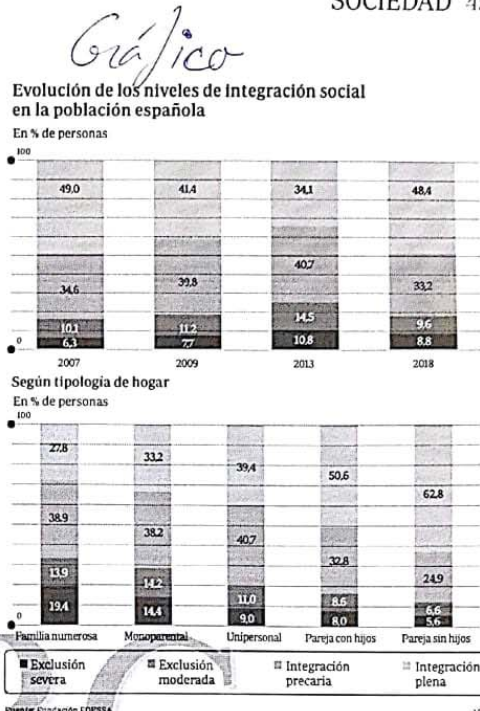 SOCIEDAD
Gráfico
Evolución de los niveles de integración social
en la población española
En % de personas
100
49,0 41,4 34,1 48,4
34,6 39,8 40,7 33,2
10,1 11,2 14,5 9,6
6,3 7,7 10,8 8,8
0
2007 2009 2013 2018
Según tipología de hogar
En % de personas
100
27,8 33,2 39,4 50,6 62,8
38,9 38,2 40,7 32,8 24,9
13,9 14,2 11,0 8,6 6,6
19,4 14,4 9,0 8,0 5,6
0
Familia numerosa Monoparental Unipersonal Pareja con hijos Pareja sin hijos
Exclusión severa
Exclusión moderada
Integración precaria
Integración plena
Fuente: Fundación FOESSA